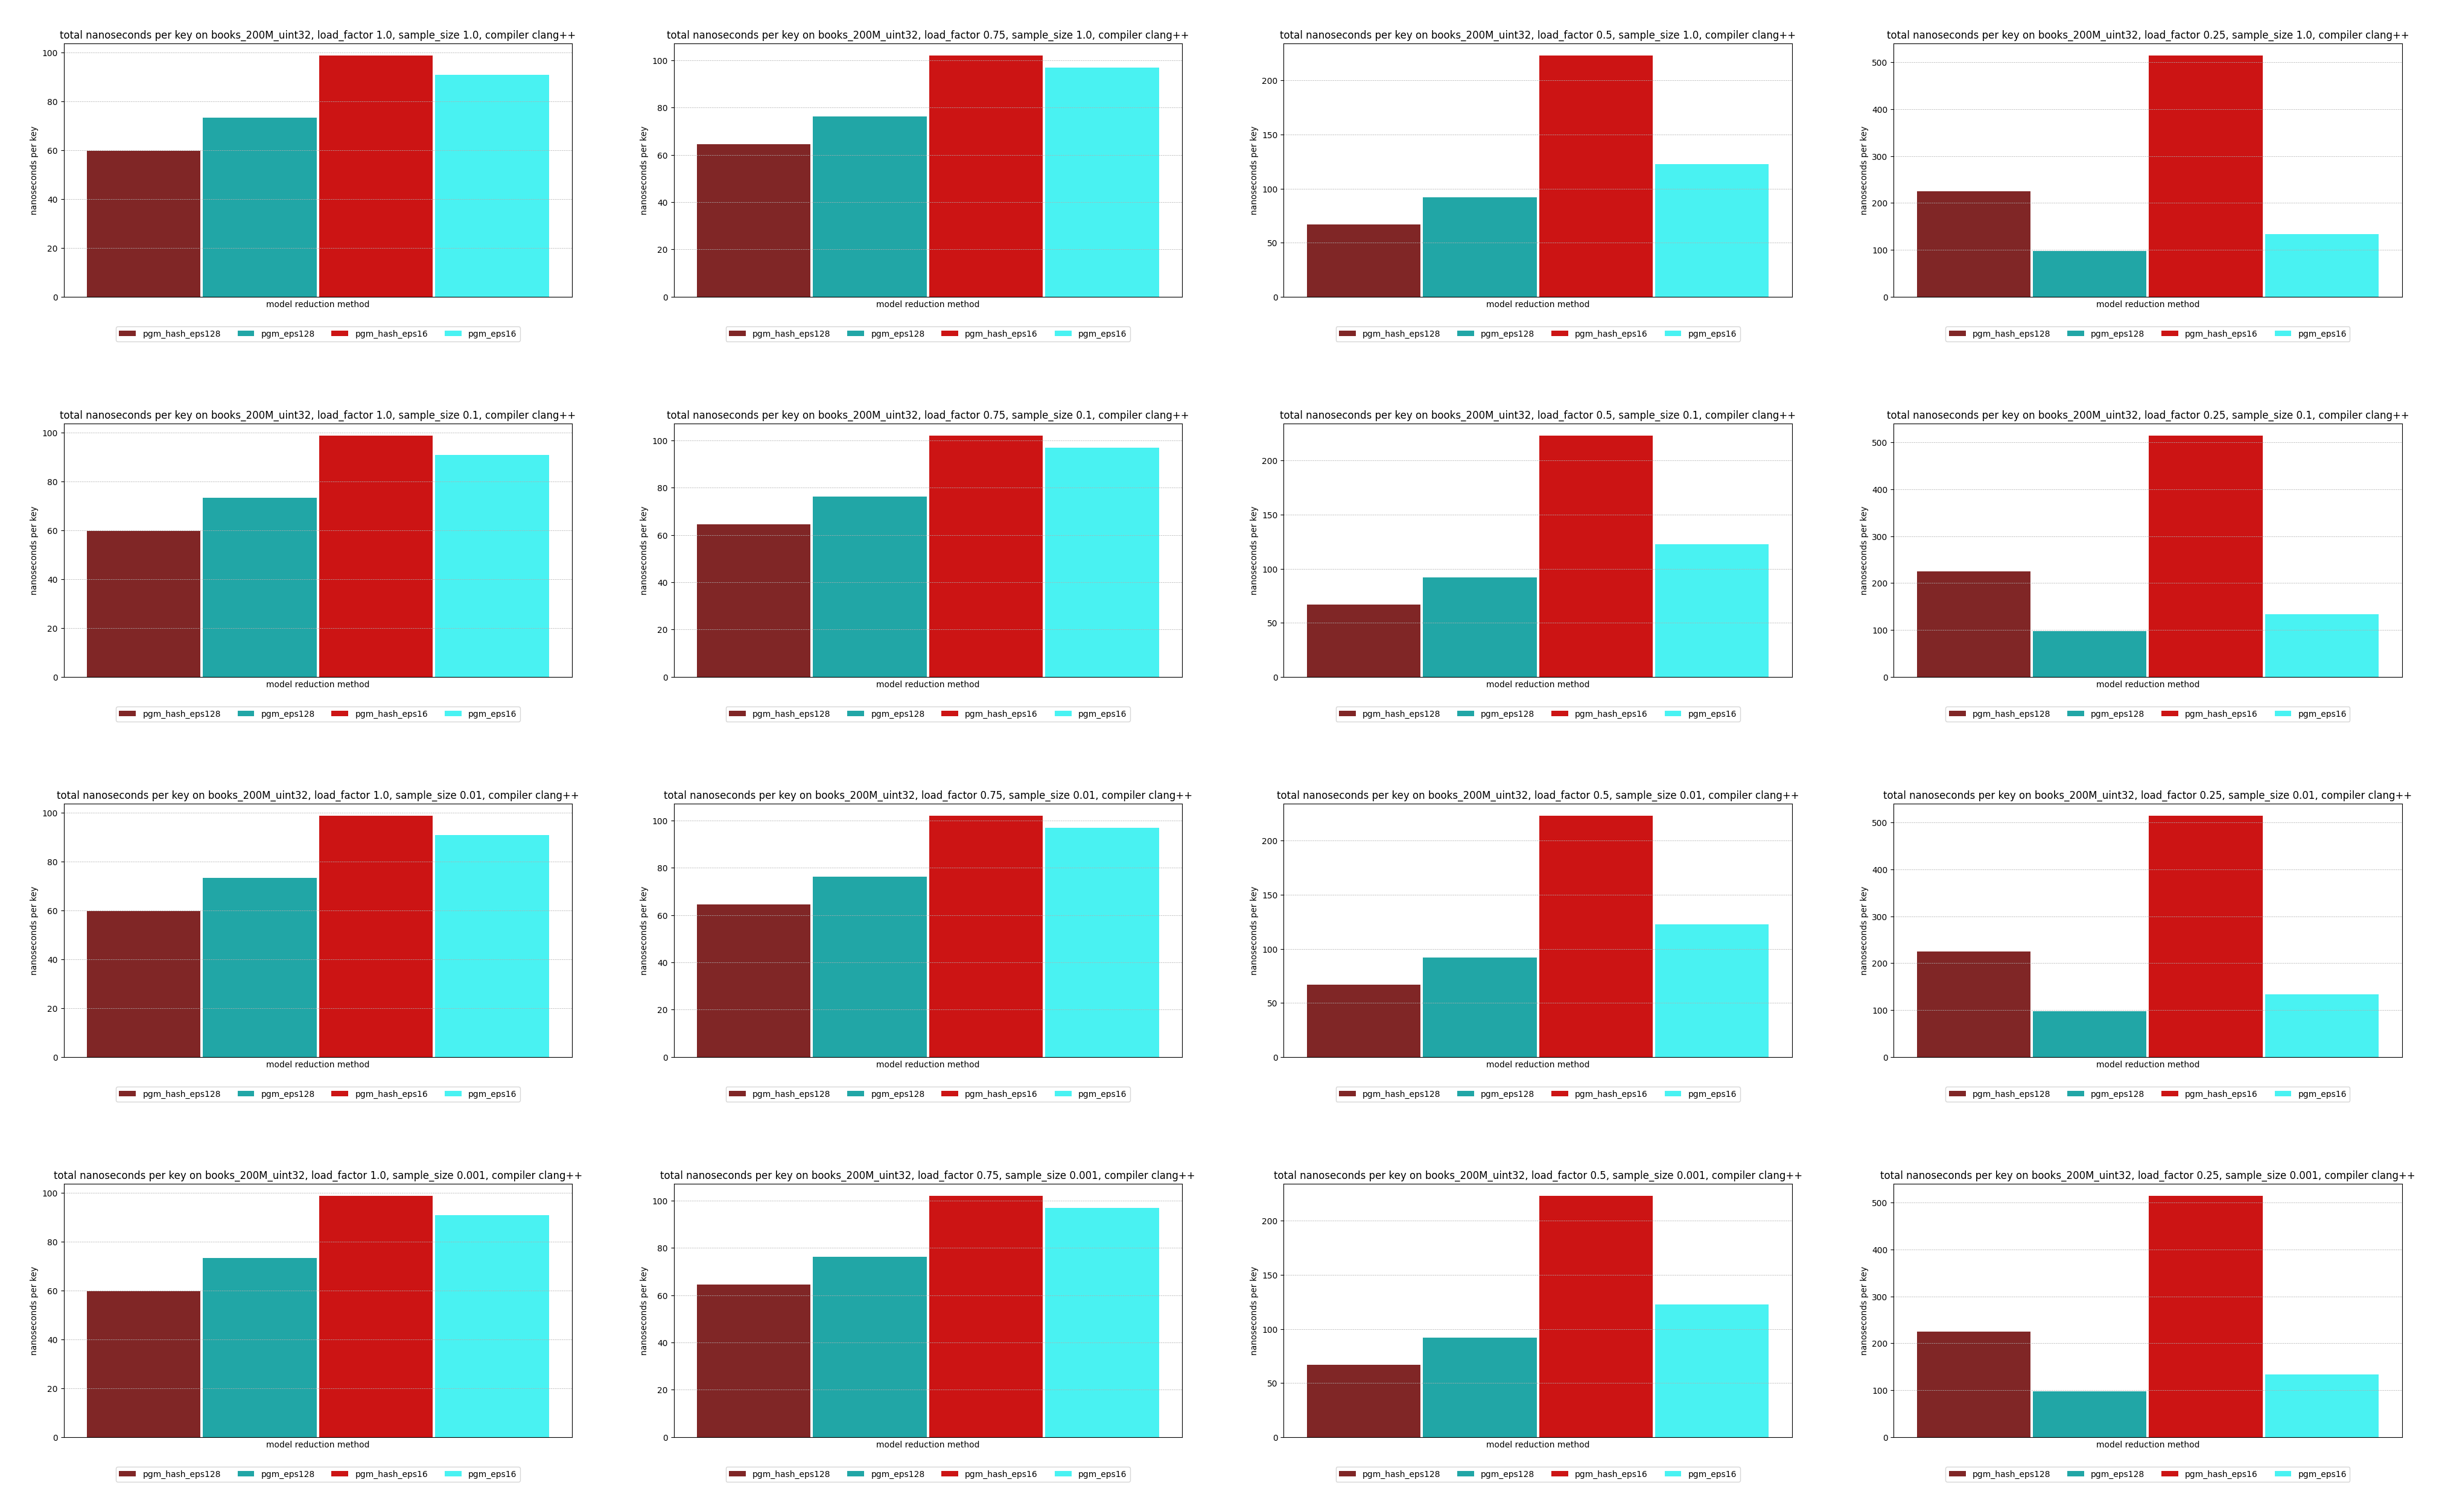 total nanoseconds per key on books_200M_uint32, load_factor 1.0, sample_size 1.0, compiler clang++
100
80
60
40
20
0
nanoseconds per key
model reduction method
pgm_hash_eps128 pgm_eps128 pgm_hash_eps16 pgm_eps16
total nanoseconds per key on books_200M_uint32, load_factor 0.75, sample_size 1.0, compiler clang++
100
80
60
40
20
0
nanoseconds per key
model reduction method
pgm_hash_eps128 pgm_eps128 pgm_hash_eps16 pgm_eps16
total nanoseconds per key on books_200M_uint32, load_factor 0.5, sample_size 1.0, compiler clang++
200
150
100
50
0
nanoseconds per key
model reduction method
pgm_hash_eps128 pgm_eps128 pgm_hash_eps16 pgm_eps16
total nanoseconds per key on books_200M_uint32, load_factor 0.25, sample_size 1.0, compiler clang++
500
400
300
200
100
0
nanoseconds per key
model reduction method
pgm_hash_eps128 pgm_eps128 pgm_hash_eps16 pgm_eps16
total nanoseconds per key on books_200M_uint32, load_factor 1.0, sample_size 0.1, compiler clang++
100
80
60
40
20
0
nanoseconds per key
model reduction method
pgm_hash_eps128 pgm_eps128 pgm_hash_eps16 pgm_eps16
total nanoseconds per key on books_200M_uint32, load_factor 0.75, sample_size 0.1, compiler clang++
100
80
60
40
20
0
nanoseconds per key
model reduction method
pgm_hash_eps128 pgm_eps128 pgm_hash_eps16 pgm_eps16
total nanoseconds per key on books_200M_uint32, load_factor 0.5, sample_size 0.1, compiler clang++
200
150
100
50
0
nanoseconds per key
model reduction method
pgm_hash_eps128 pgm_eps128 pgm_hash_eps16 pgm_eps16
total nanoseconds per key on books_200M_uint32, load_factor 0.25, sample_size 0.1, compiler clang++
500
400
300
200
100
0
nanoseconds per key
model reduction method
pgm_hash_eps128 pgm_eps128 pgm_hash_eps16 pgm_eps16
total nanoseconds per key on books_200M_uint32, load_factor 1.0, sample_size 0.01, compiler clang++
100
80
60
40
20
0
nanoseconds per key
model reduction method
pgm_hash_eps128 pgm_eps128 pgm_hash_eps16 pgm_eps16
total nanoseconds per key on books_200M_uint32, load_factor 0.75, sample_size 0.01, compiler clang++
100
80
60
40
20
0
nanoseconds per key
model reduction method
pgm_hash_eps128 pgm_eps128 pgm_hash_eps16 pgm_eps16
total nanoseconds per key on books_200M_uint32, load_factor 0.5, sample_size 0.01, compiler clang++
200
150
100
50
0
nanoseconds per key
model reduction method
pgm_hash_eps128 pgm_eps128 pgm_hash_eps16 pgm_eps16
total nanoseconds per key on books_200M_uint32, load_factor 0.25, sample_size 0.01, compiler clang++
500
400
300
200
100
0
nanoseconds per key
model reduction method
pgm_hash_eps128 pgm_eps128 pgm_hash_eps16 pgm_eps16
total nanoseconds per key on books_200M_uint32, load_factor 1.0, sample_size 0.001, compiler clang++
100
80
60
40
20
0
nanoseconds per key
model reduction method
pgm_hash_eps128 pgm_eps128 pgm_hash_eps16 pgm_eps16
total nanoseconds per key on books_200M_uint32, load_factor 0.75, sample_size 0.001, compiler clang++
100
80
60
40
20
0
nanoseconds per key
model reduction method
pgm_hash_eps128 pgm_eps128 pgm_hash_eps16 pgm_eps16
total nanoseconds per key on books_200M_uint32, load_factor 0.5, sample_size 0.001, compiler clang++
200
150
100
50
0
nanoseconds per key
model reduction method
pgm_hash_eps128 pgm_eps128 pgm_hash_eps16 pgm_eps16
total nanoseconds per key on books_200M_uint32, load_factor 0.25, sample_size 0.001, compiler clang++
500
400
300
200
100
0
nanoseconds per key
model reduction method
pgm_hash_eps128 pgm_eps128 pgm_hash_eps16 pgm_eps16